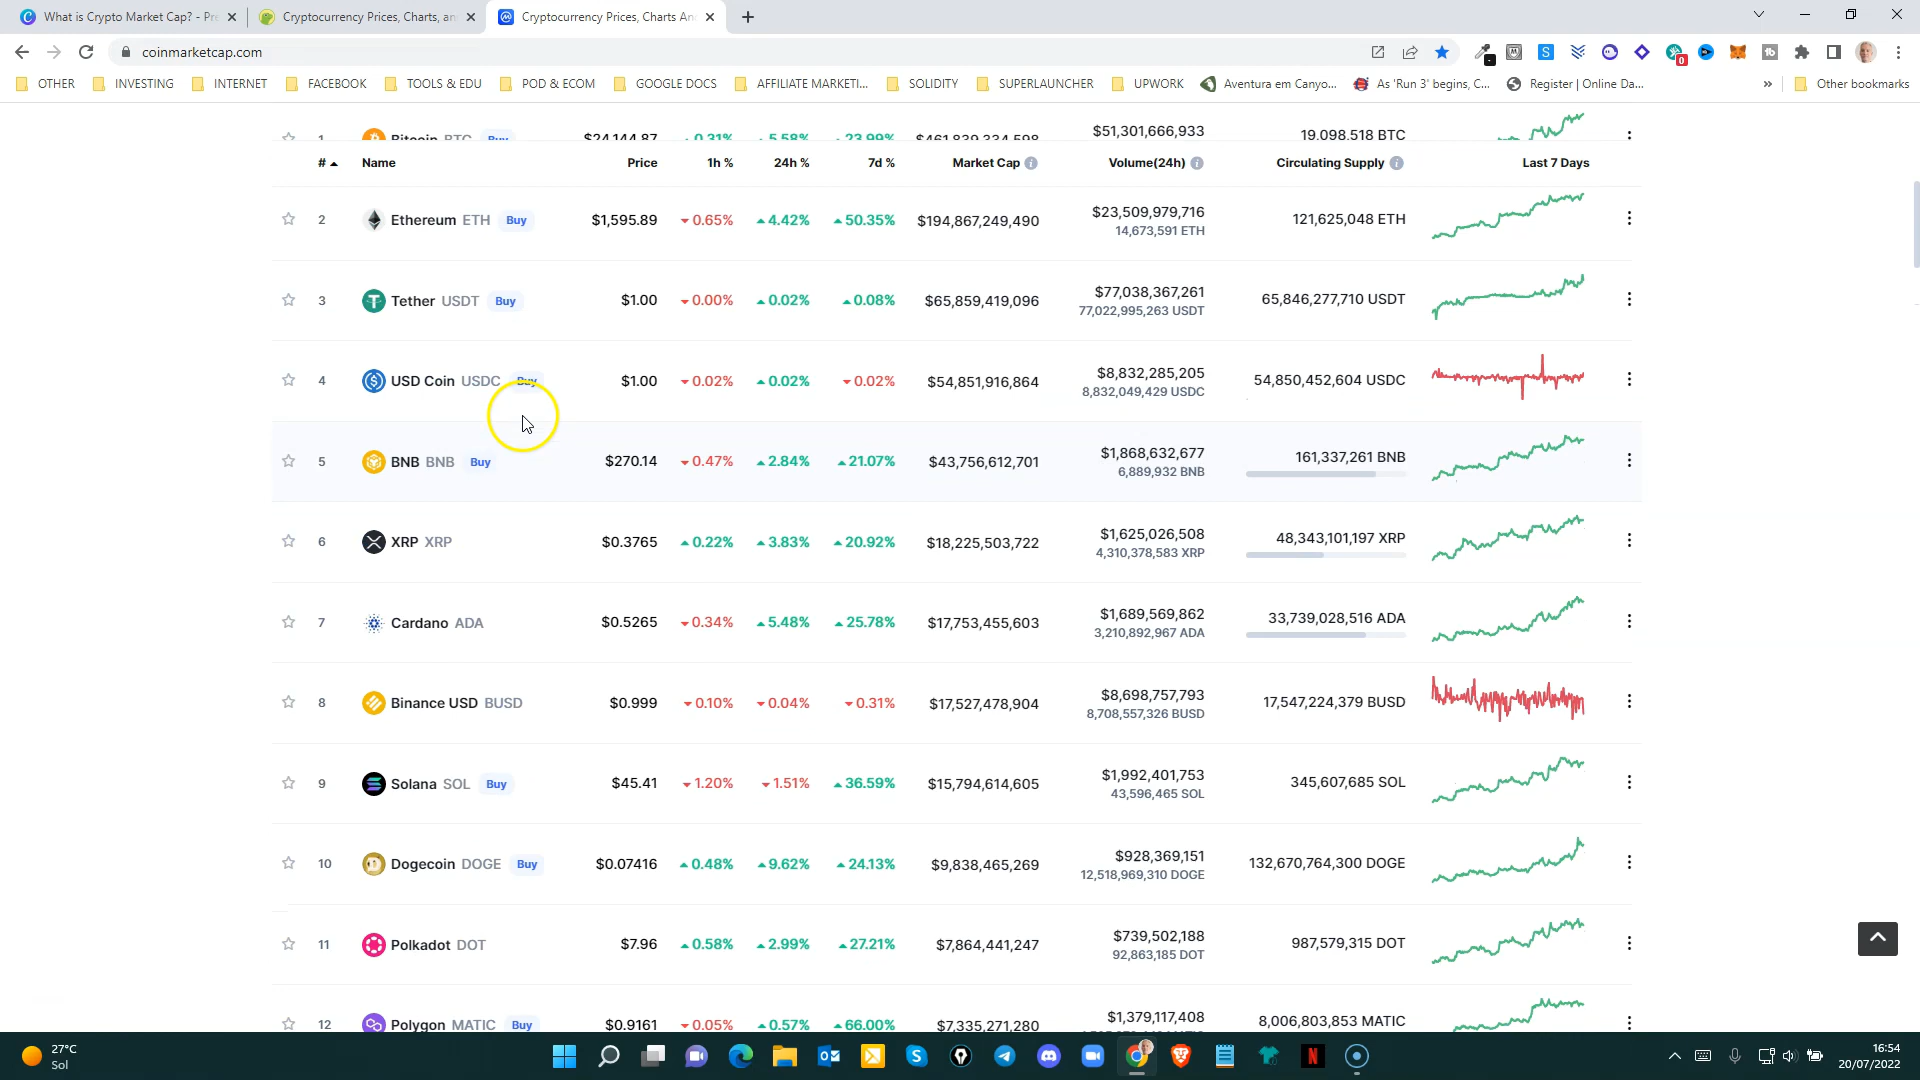 What is Crypto Market Cap? - Pre
Cryptocurrency Prices, Charts, an
Cryptocurrency Prices, Charts An
coinmarketcap.com
0
OTHER INVESTING INTERNET FACEBOOK TOOLS & EDU POD & ECOM GOOGLE DOCS AFFILIATE MARKETI... SOLIDITY SUPERLAUNCHER UPWORK Aventura em Canyo... As 'Run 3' begins, C... Register | Online Da... » Other bookmarks
1 Bitcoin BTC Buy $24,144.87 0.31% 5.58% 23.99% $461,839,334,598 $51,301,666,933 19,098,518 BTC
# Name Price 1h % 24h % 7d % Market Cap Volume(24h) Circulating Supply Last 7 Days
2 Ethereum ETH Buy $1,595.89 0.65% 4.42% 50.35% $194,867,249,490 $23,509,979,716 121,625,048 ETH
14,673,591 ETH
3 Tether USDT Buy $1.00 0.00% 0.02% 0.08% $65,859,419,096 $77,038,367,261 65,846,277,710 USDT
77,022,995,263 USDT
4 USD Coin USDC Buy $1.00 0.02% 0.02% 0.02% $54,851,916,864 $8,832,285,205 54,850,452,604 USDC
8,832,049,429 USDC
5 BNB BNB Buy $270.14 0.47% 2.84% 21.07% $43,756,612,701 $1,868,632,677 161,337,261 BNB
6,889,932 BNB
6 XRP XRP $0.3765 0.22% 3.83% 20.92% $18,225,503,722 $1,625,026,508 48,343,101,197 XRP
4,310,378,583 XRP
7 Cardano ADA $0.5265 0.34% 5.48% 25.78% $17,753,455,603 $1,689,569,862 33,739,028,516 ADA
3,210,892,967 ADA
8 Binance USD BUSD $0.999 0.10% 0.04% 0.31% $17,527,478,904 $8,698,757,793 17,547,224,379 BUSD
8,708,557,326 BUSD
9 Solana SOL Buy $45.41 1.20% 1.51% 36.59% $15,794,614,605 $1,992,401,753 345,607,685 SOL
43,596,465 SOL
10 Dogecoin DOGE Buy $0.07416 0.48% 9.62% 24.13% $9,838,465,269 $928,369,151 132,670,764,300 DOGE
12,518,969,310 DOGE
11 Polkadot DOT $7.96 0.58% 2.99% 27.21% $7,864,441,247 $739,502,188 987,579,315 DOT
92,863,185 DOT
12 Polygon MATIC Buy $0.9161 0.05% 0.57% 66.00% $7,335,271,280 $1,379,117,408 8,006,803,853 MATIC
27°C
Sol
16:54
20/07/2022